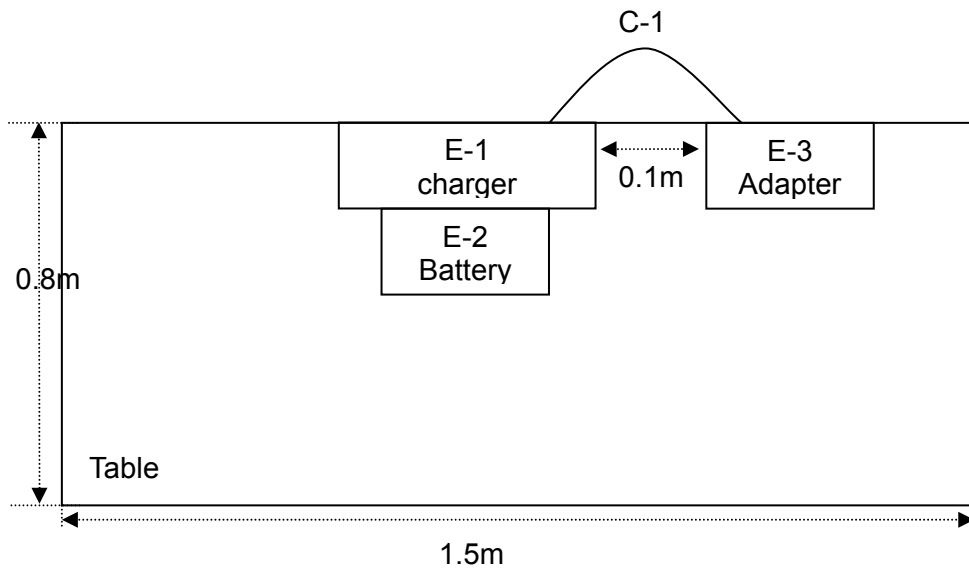 C-1
E-1
charger
0.1m
E-3
Adapter
E-2
Battery
0.8m
Table
1.5m